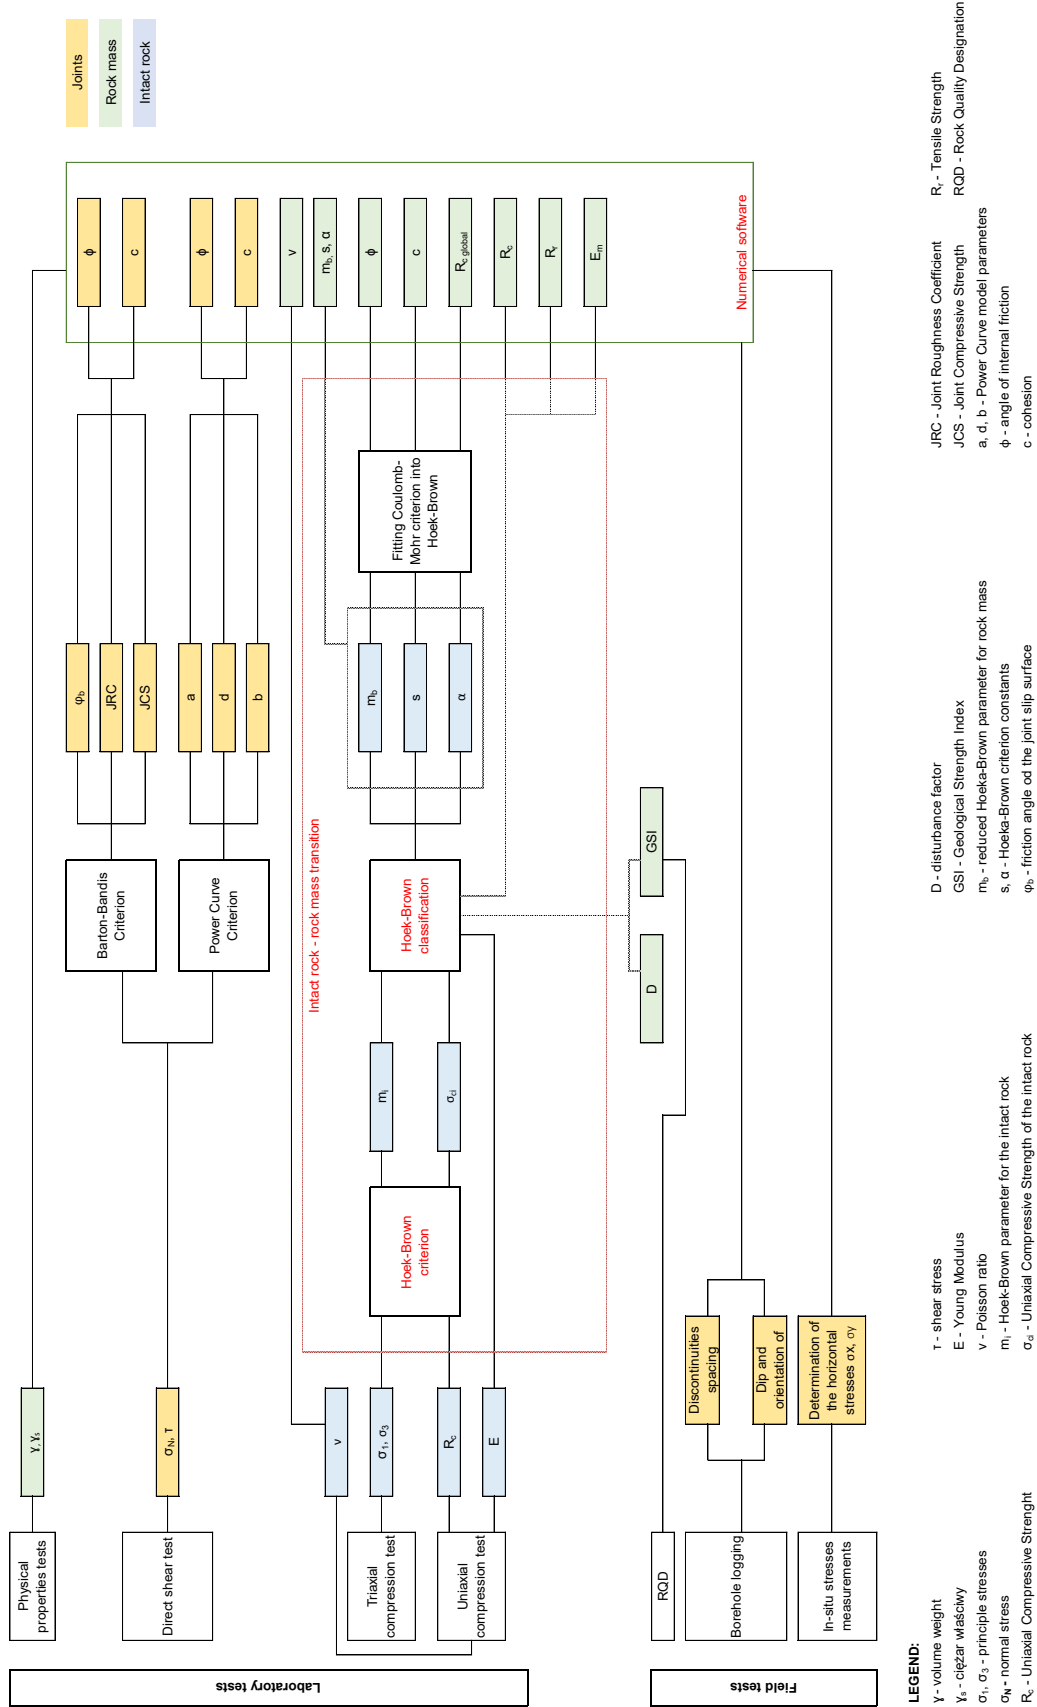 Joints
Rock mass
Intact rock
Laboratory tests
Physical
properties tests
γ, γs
Direct shear test
σN, τ
Barton-Bandis
Criterion
Power Curve
Criterion
φb
JRC
JCS
a
d
b
ϕ
c
ϕ
c
Triaxial
compression test
Uniaxial
compression test
v
σ1, σ3
Rc
E
Intact rock - rock mass transition
Hoek-Brown
criterion
mi
σci
Hoek-Brown
classification
mb
s
α
Fitting Coulomb-
Mohr criterion into
Hoek-Brown
v
mb, s, α
ϕ
c
Rc global
Rc
Rr
Em
Numerical software
Field tests
RQD
D
GSI
Borehole logging
Discontinuities
spacing
Dip and
orientation of
In-situ stresses
measurements
Determination of
the horizontal
stresses σx, σy
LEGEND:
γ - volume weight
γs - ciężar właściwy
σ1, σ3 - principle stresses
σN - normal stress
Rc - Uniaxial Compressive Strenght
τ - shear stress
E - Young Modulus
v - Poisson ratio
mi - Hoek-Brown parameter for the intact rock
σci - Uniaxial Compressive Strength of the intact rock
D - disturbance factor
GSI - Geological Strength Index
mb - reduced Hoeka-Brown parameter for rock mass
s, α - Hoeka-Brown criterion constants
φb - friction angle od the joint slip surface
JRC - Joint Roughness Coefficient
JCS - Joint Compressive Strength
a, d, b - Power Curve model parameters
ϕ - angle of internal friction
c - cohesion
Rr - Tensile Strength
RQD - Rock Quality Designation